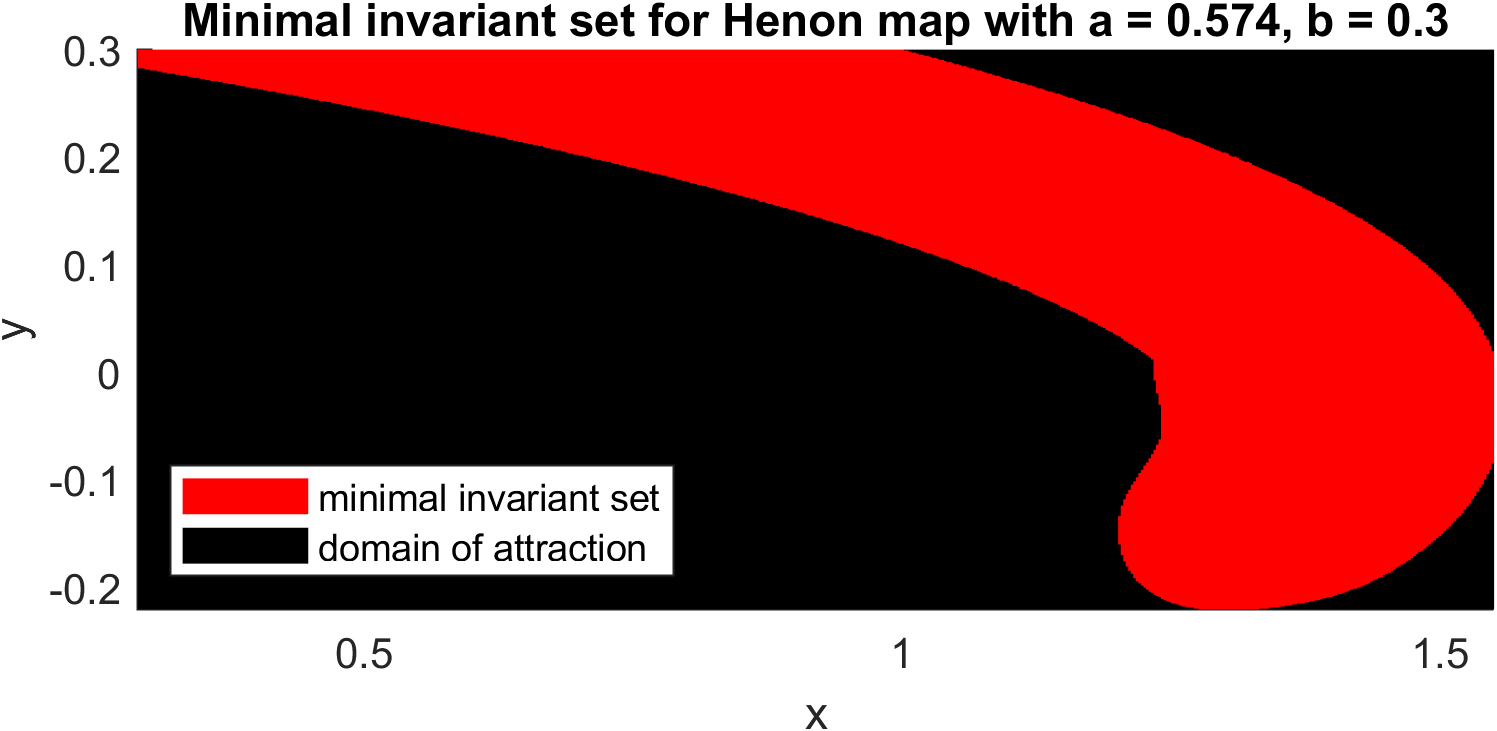 Minimal invariant set for Henon map with a = 0.574, b = 0.3
0.3
0.2
0.1
0
-0.1
-0.2
y
minimal invariant set
domain of attraction
0.5 1 1.5
x